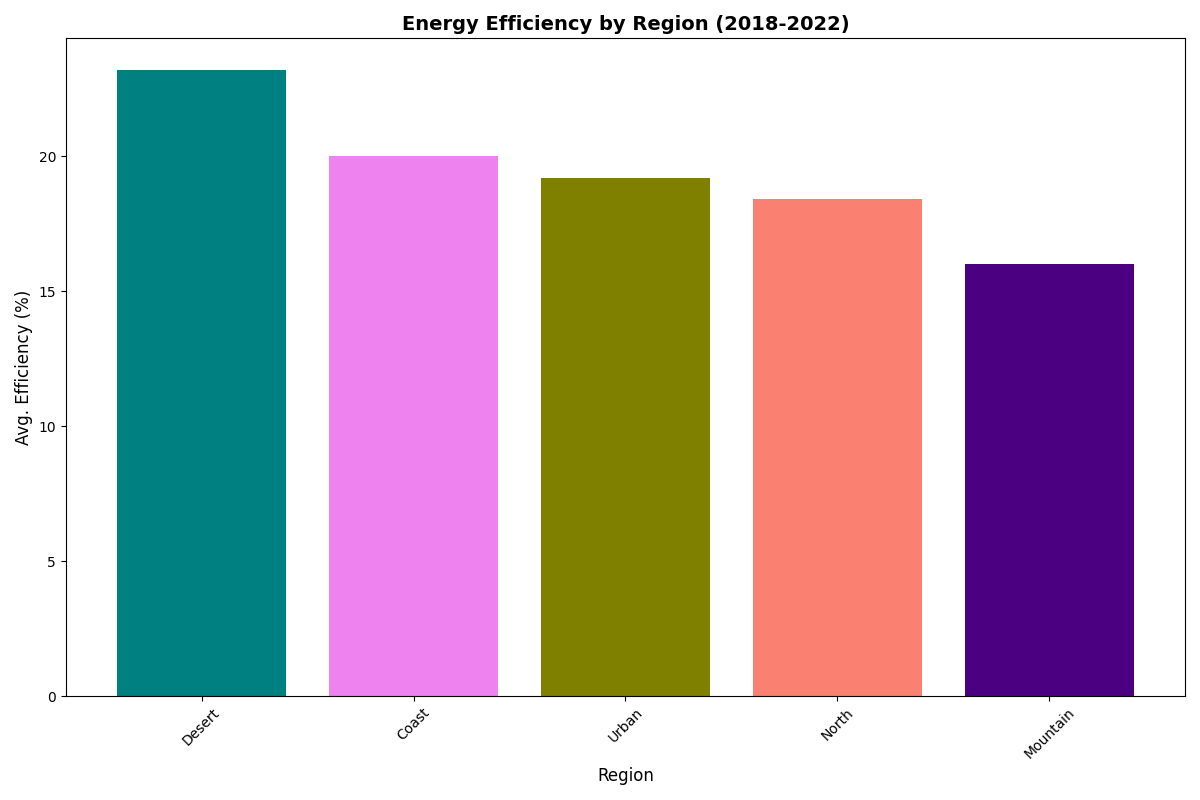 Energy Efficiency by Region (2018-2022)
Avg. Efficiency (%)
20
15
10
5
0
Desert
Coast
Urban
North
Mountain
Region